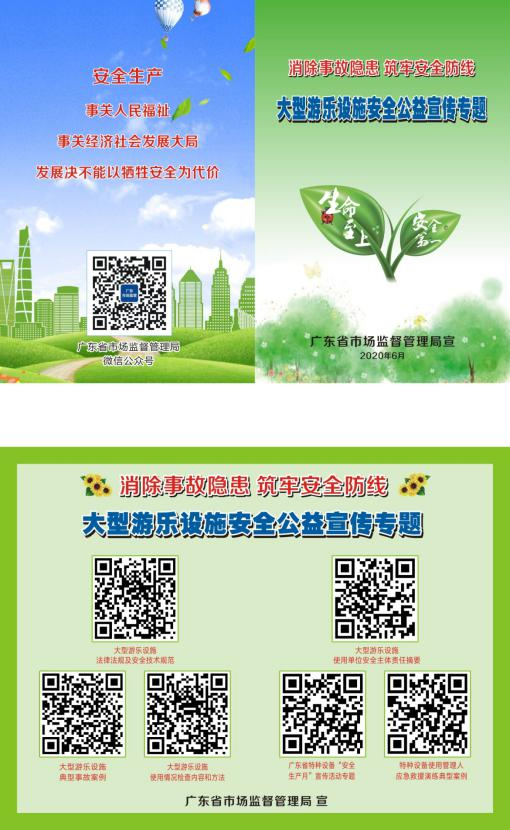 安全生产
事关人民福祉
事关经济社会发展大局
发展决不能以牺牲安全为代价
广东省市场监督管理局
微信公众号
消除事故隐患 筑牢安全防线
大型游乐设施安全公益宣传专题
生命
至上
安全
第一
广东省市场监督管理局宣
2020年6月
消除事故隐患 筑牢安全防线
大型游乐设施安全公益宣传专题
大型游乐设施
法律法规及安全技术规范
大型游乐设施
使用单位安全主体责任摘要
大型游乐设施
典型事故案例
大型游乐设施
使用情况检查内容和方法
广东省特种设备“安全
生产月”宣传活动专题
特种设备使用管理人
应急救援演练典型案例
广东省市场监督管理局 宣